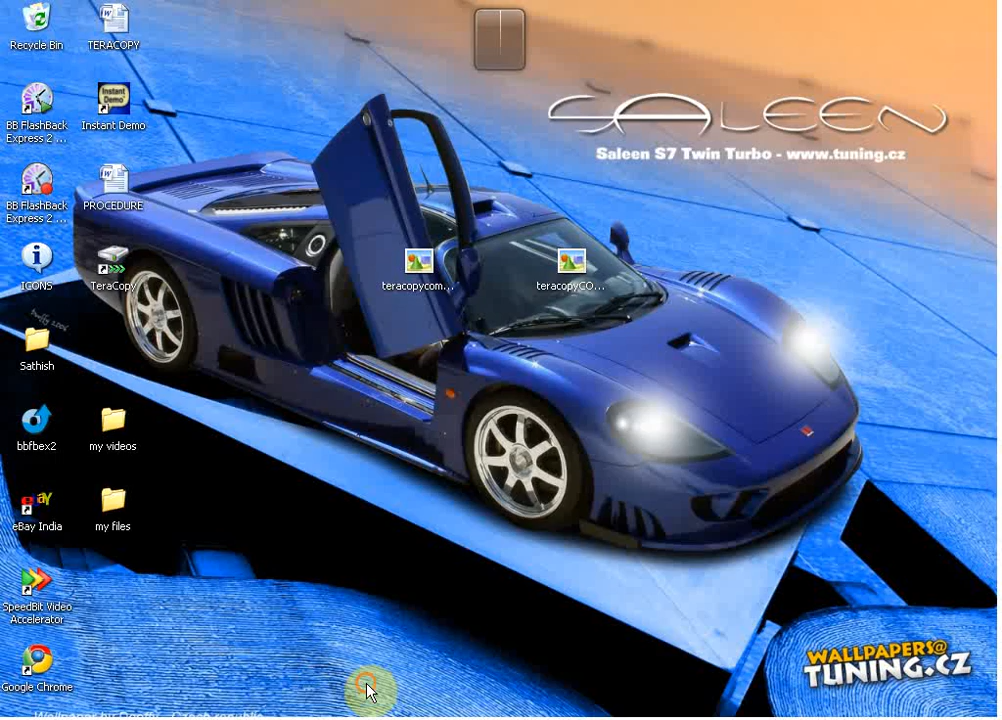 Recycle Bin
TERACOPY
BB FlashBack
Express 2 ...
Instant
Demo
Instant Demo
BB FlashBack
Express 2 ...
PROCEDURE
ICONS
TeraCopy
Sathish
bbfbex2
my videos
eBay India
my files
SpeedBit Video
Accelerator
Google Chrome
teracopycom...
teracopyCO...
SALEEN
Saleen S7 Twin Turbo - www.tuning.cz
WALLPAPERS@
TUNING.CZ